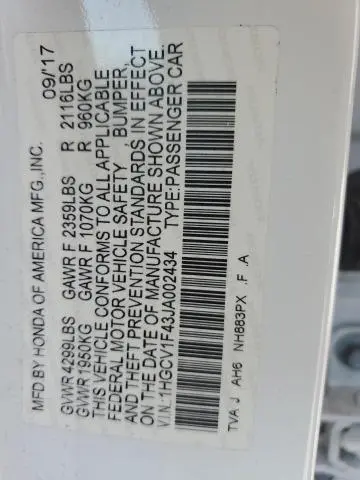 MFD BY HONDA OF AMERICA MFG.,INC. 09/17
GVWR 4299LBS GAWR F 2359LBS R 2116LBS
GVWR 1950KG GAWR F 1070KG R 960KG
THIS VEHICLE CONFORMS TO ALL APPLICABLE
FEDERAL MOTOR VEHICLE SAFETY BUMPER,
AND THEFT PREVENTION STANDARDS IN EFFECT
ON THE DATE OF MANUFACTURE SHOWN ABOVE.
V.I.N.:1HGCV1F43JA002434 TYPE:PASSENGER CAR
TVA J AH6 NH883PX .F .A